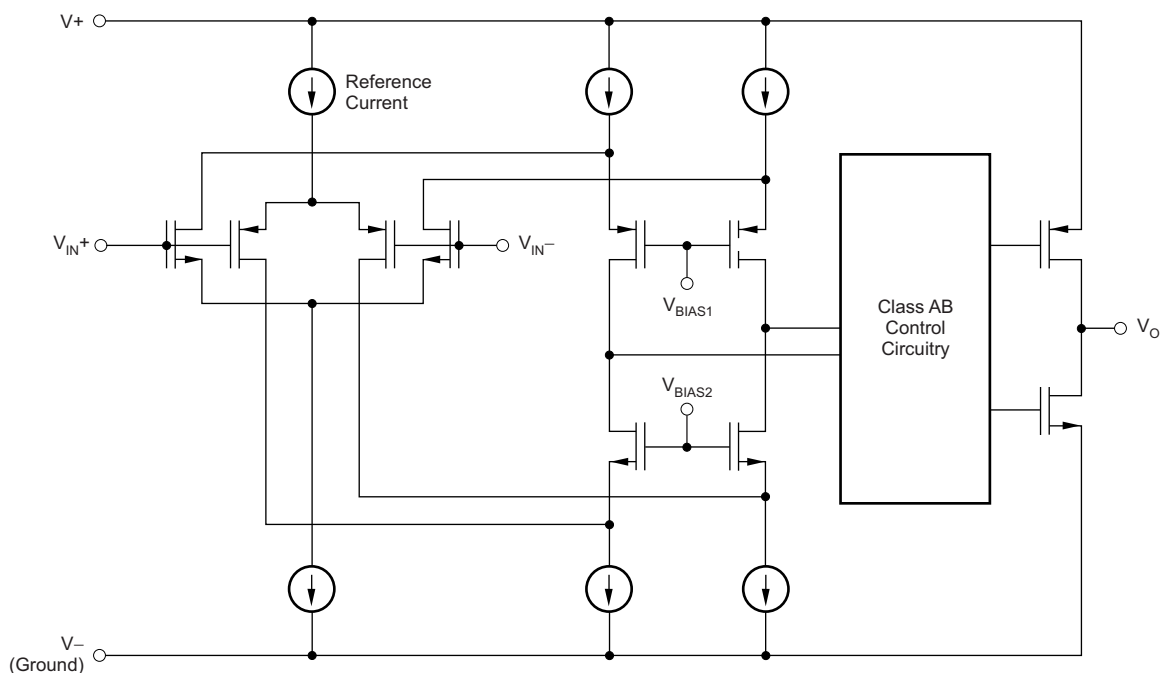 V+
Reference
Current
V_IN+
V_IN−
V_BIAS1
Class AB
Control
Circuitry
V_O
V_BIAS2
V−
(Ground)